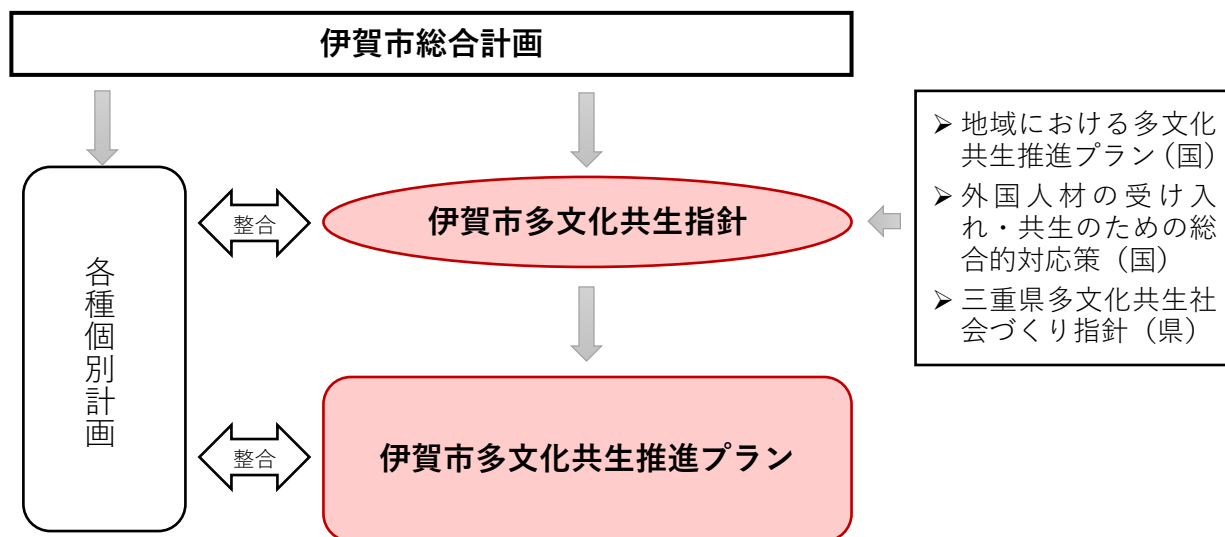 伊賀市総合計画
➢ 地域における多文化
共生推進プラン（国）
➢ 外国人材の受け入
れ・共生のための総
合的対応策（国）
➢ 三重県多文化共生社
会づくり指針（県）
整合
伊賀市多文化共生指針
各種個別計画
整合
伊賀市多文化共生推進プラン